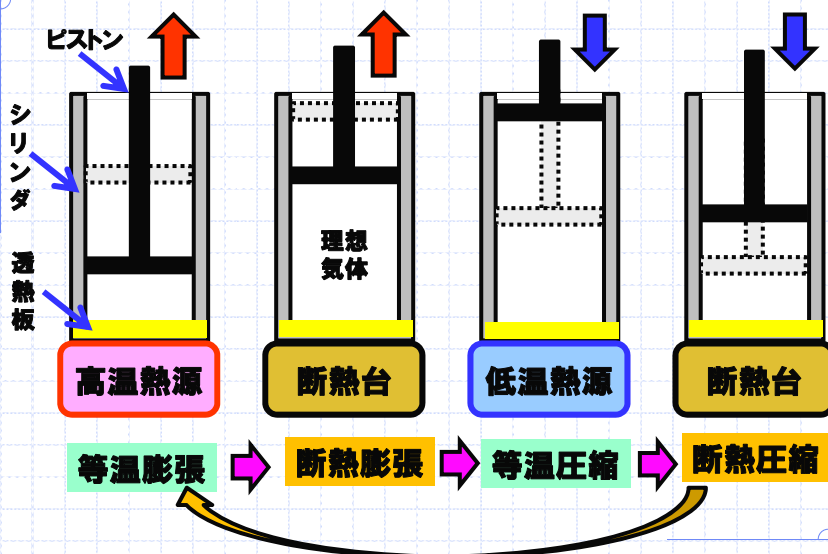 ピストン
シリンダ
透熱板
理想
気体
高温熱源
断熱台
低温熱源
断熱台
等温膨張
断熱膨張
等温圧縮
断熱圧縮